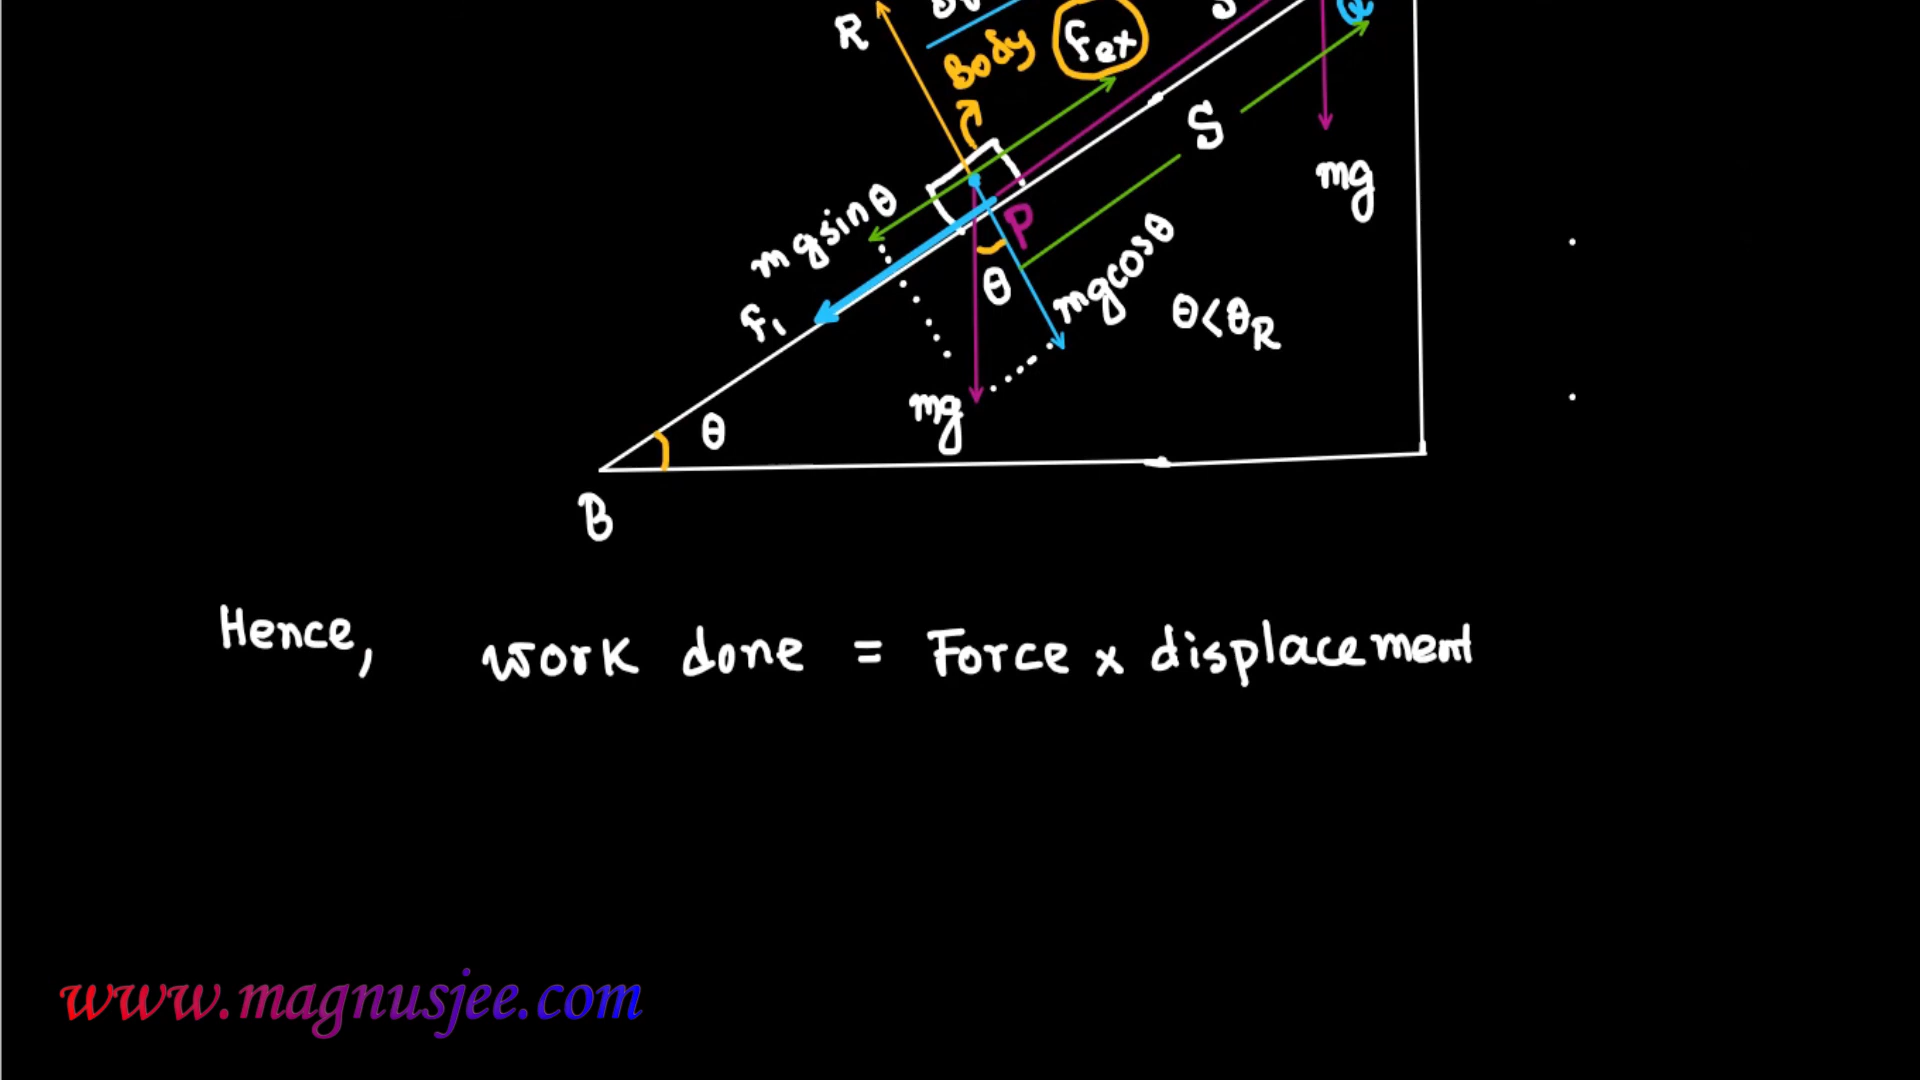 R
Body
fex
S
Q
S
mg
mgsinθ
P
θ
mgcosθ
f1
θ<θR
mg
θ
B
Hence, work done = Force x displacement
www.magnusjee.com